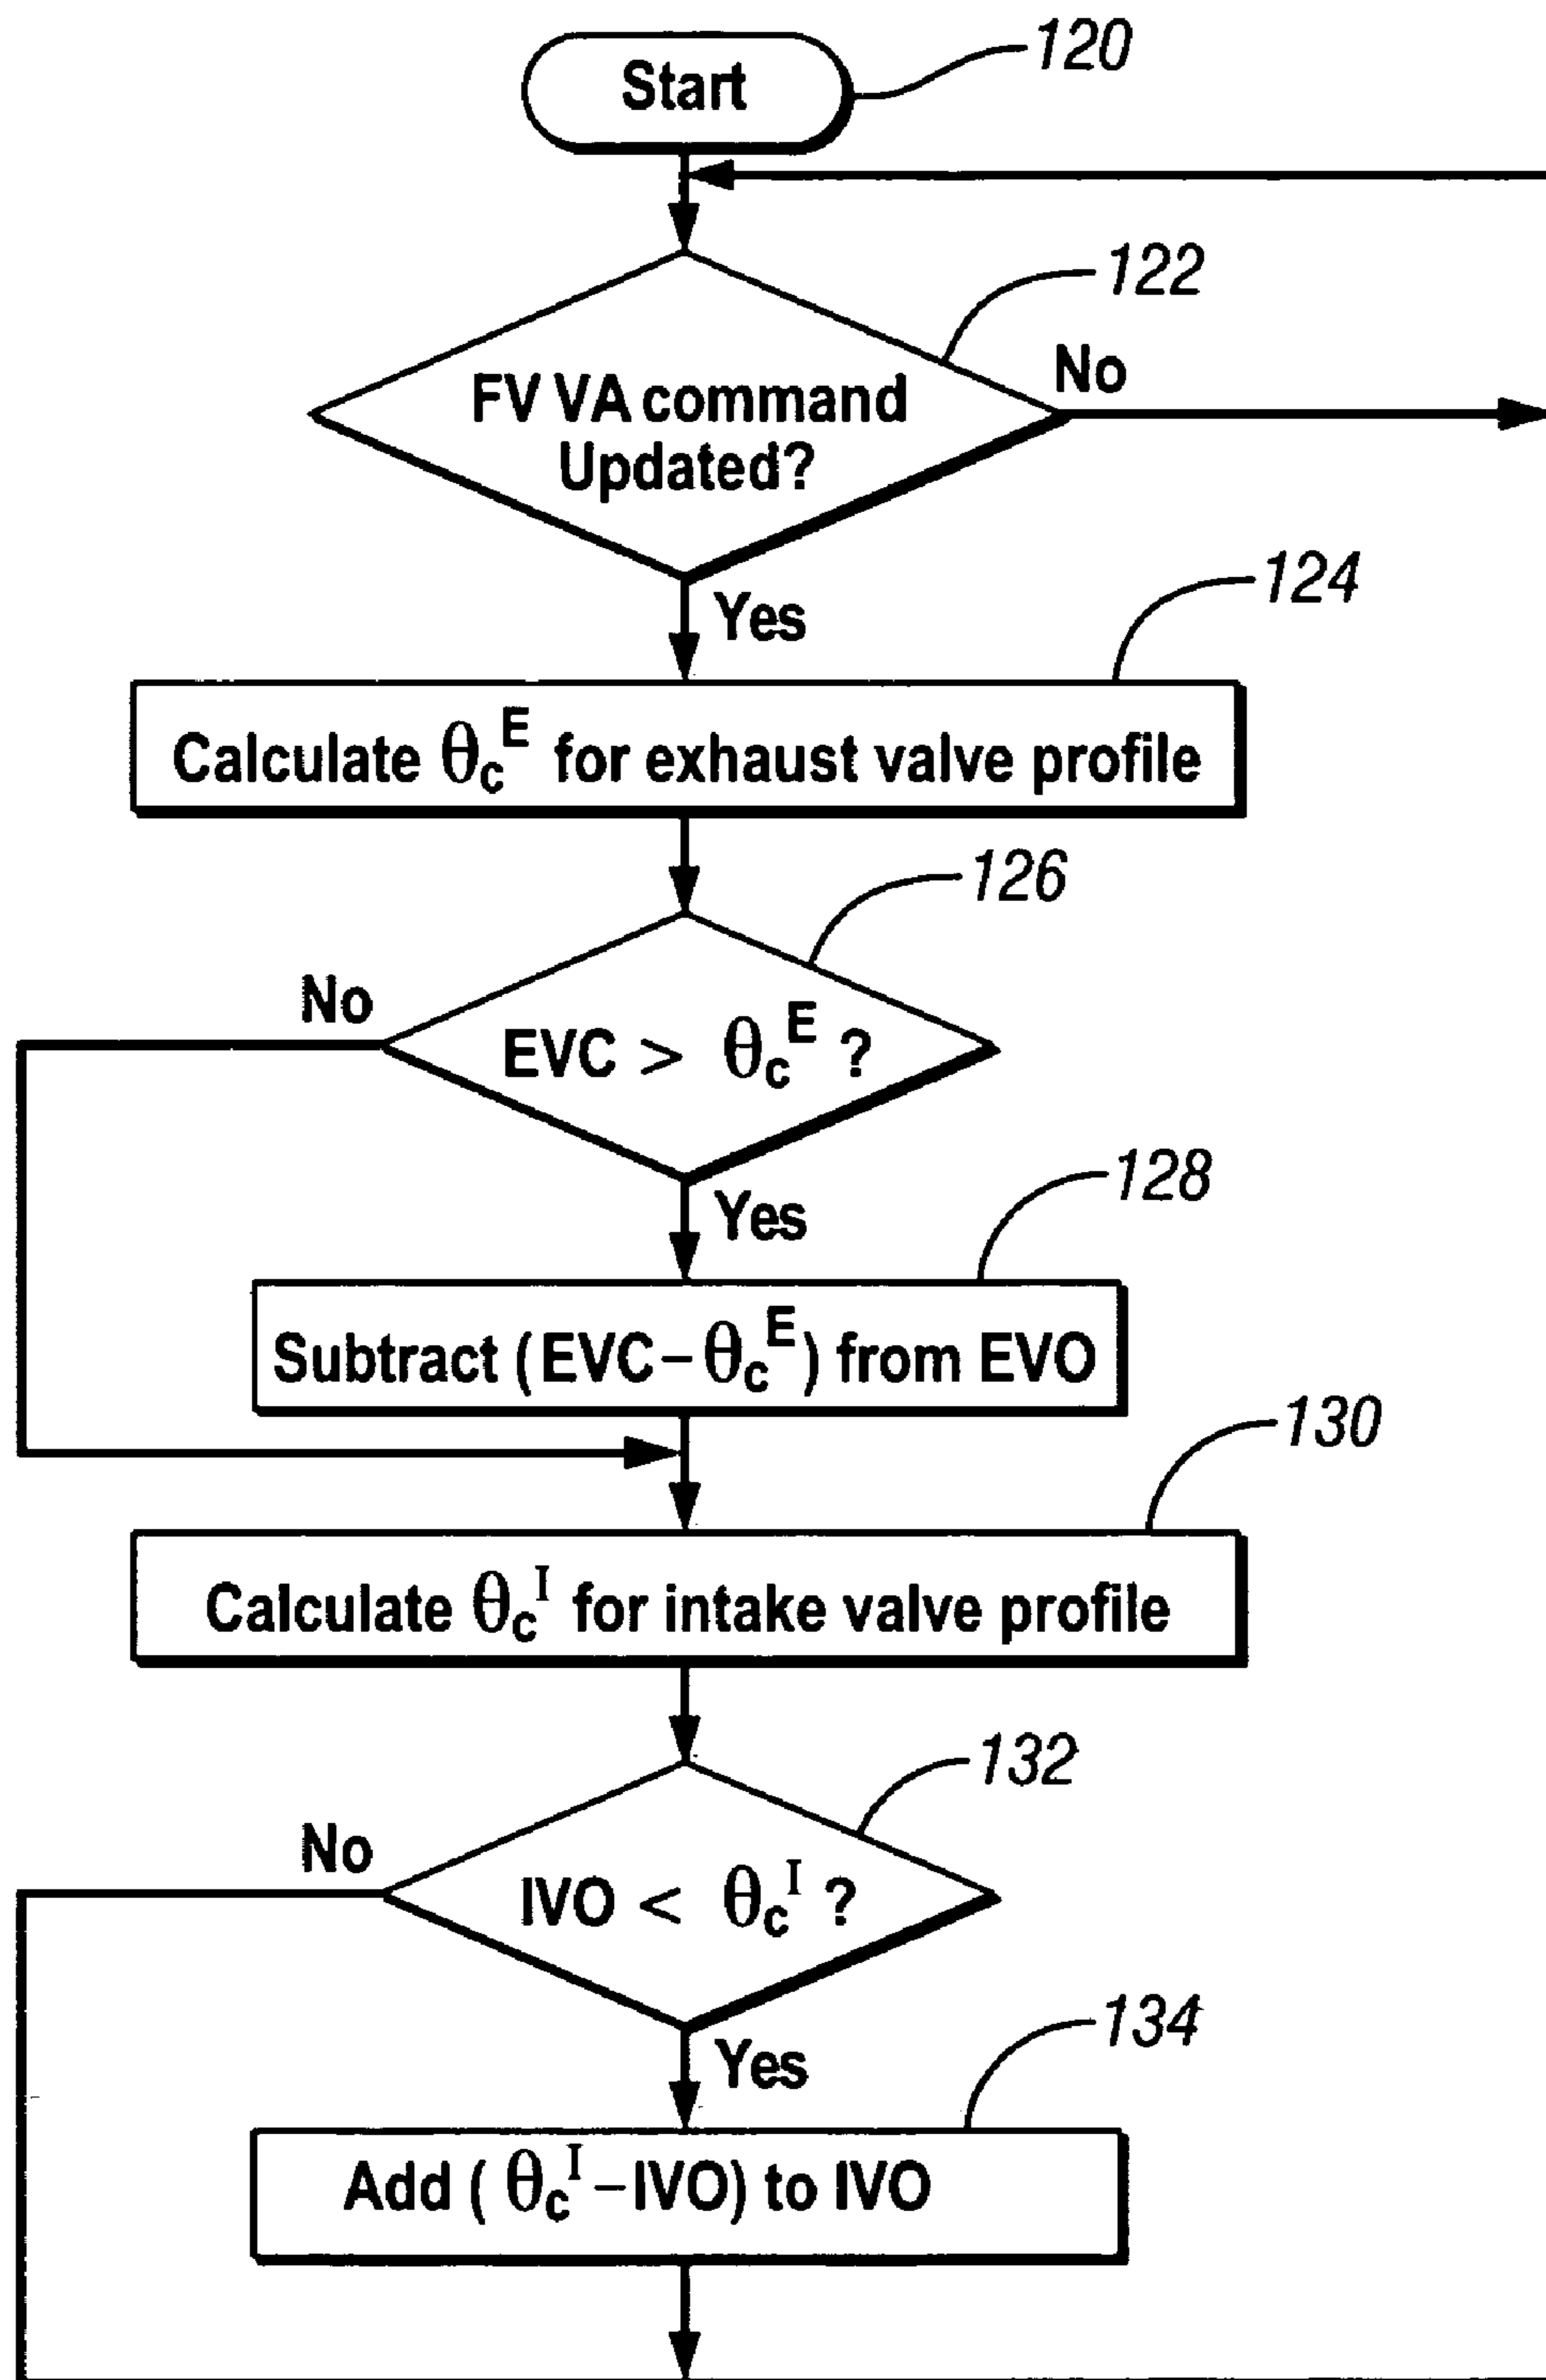 Start
120
122
FV VA command
Updated?
No
Yes
124
Calculate θc^E for exhaust valve profile
126
No
EVC > θc^E ?
Yes
128
Subtract (EVC–θc^E) from EVO
130
Calculate θc^I for intake valve profile
132
No
IVO < θc^I ?
Yes
134
Add ( θc^I –IVO) to IVO